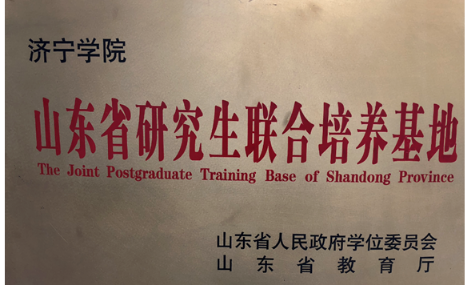 济宁学院
山东省研究生联合培养基地
The Joint Postgraduate Training Base of Shandong Province
山东省人民政府学位委员会
山东省教育厅